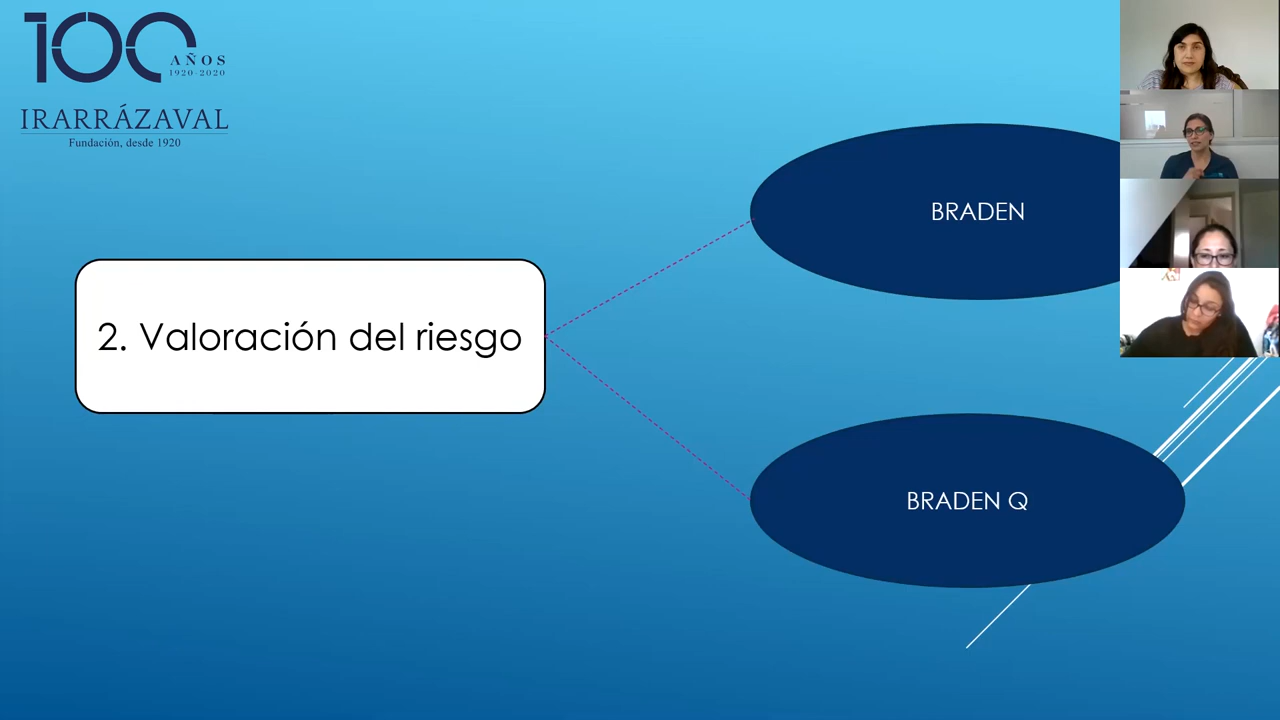 100
AÑOS
1920-2020
IRARRÁZAVAL
Fundación, desde 1920
BRADEN
2. Valoración del riesgo
BRADEN Q